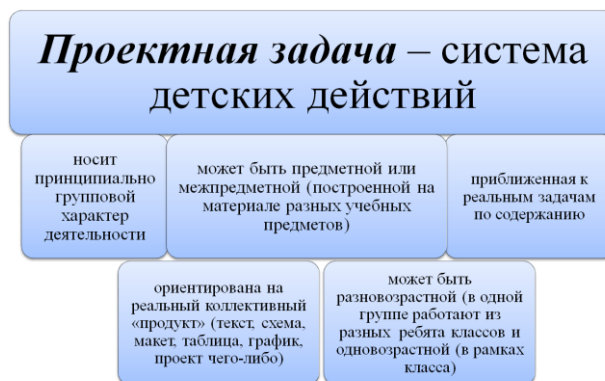 Проектная задача – система
детских действий
носит
принципиально
групповой
характер
деятельности
может быть предметной или
межпредметной (построенной на
материале разных учебных
предметов)
приближенная к
реальным задачам
по содержанию
ориентирована на
реальный коллективный
«продукт» (текст, схема,
макет, таблица, график,
проект чего-либо)
может быть
разновозрастной (в одной
группе работают из
разных ребята классов и
одновозрастной (в рамках
класса)